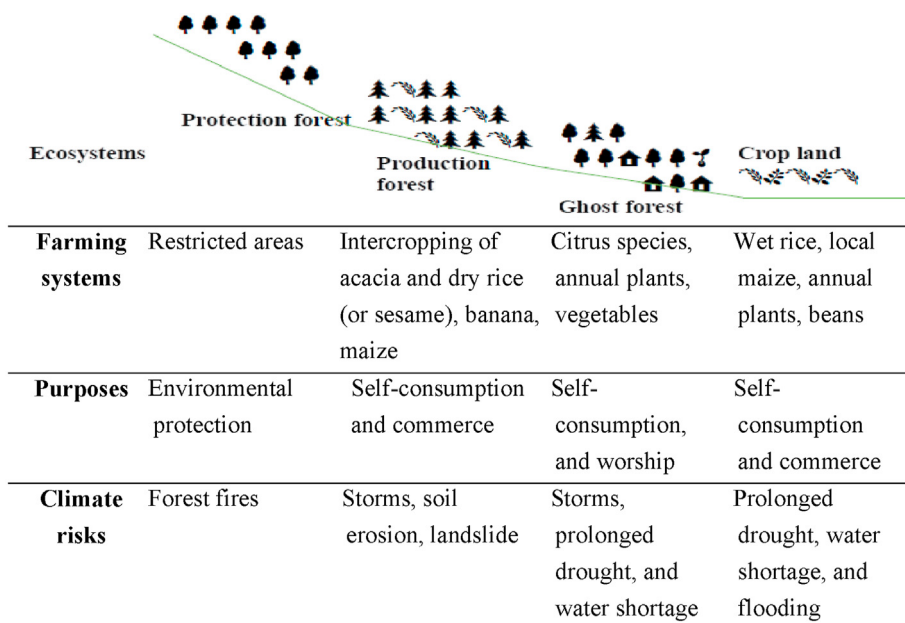 Protection forest
Ecosystems
Production
forest
Ghost forest
Crop land
Farming
systems
Restricted areas
Intercropping of
acacia and dry rice
(or sesame), banana,
maize
Citrus species,
annual plants,
vegetables
Wet rice, local
maize, annual
plants, beans
Purposes
Environmental
protection
Self-consumption
and commerce
Self-
consumption,
and worship
Self-
consumption
and commerce
Climate
risks
Forest fires
Storms, soil
erosion, landslide
Storms,
prolonged
drought, and
water shortage
Prolonged
drought, water
shortage, and
flooding